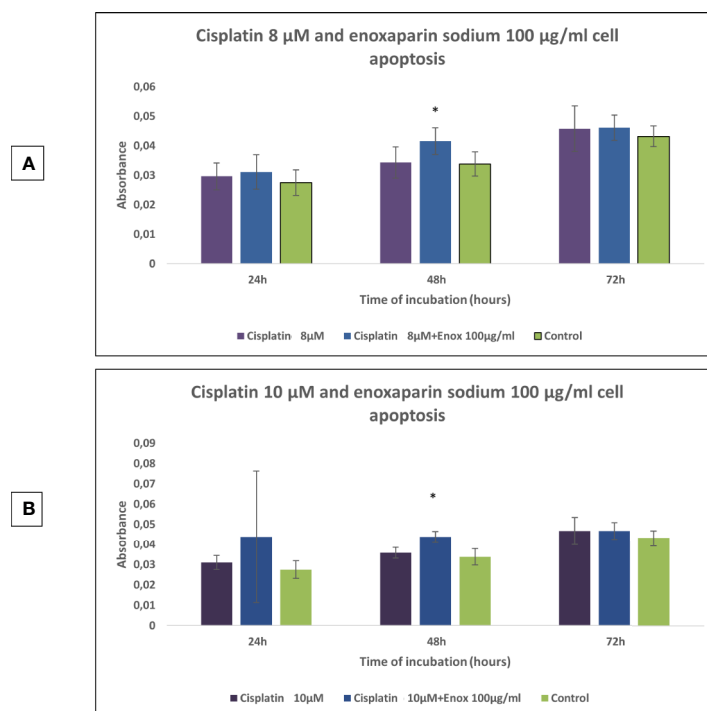 A
Cisplatin 8 µM and enoxaparin sodium 100 µg/ml cell
apoptosis
0,06
0,05
0,04
0,03
0,02
0,01
0
Absorbance
*
24h
48h
72h
Time of incubation (hours)
Cisplatin 8µM
Cisplatin 8µM+Enox 100µg/ml
Control
B
Cisplatin 10 µM and enoxaparin sodium 100 µg/ml cell
apoptosis
0,09
0,08
0,07
0,06
0,05
0,04
0,03
0,02
0,01
0
Absorbance
*
24h
48h
72h
Time of incubation (hours)
Cisplatin 10µM
Cisplatin 10µM+Enox 100µg/ml
Control